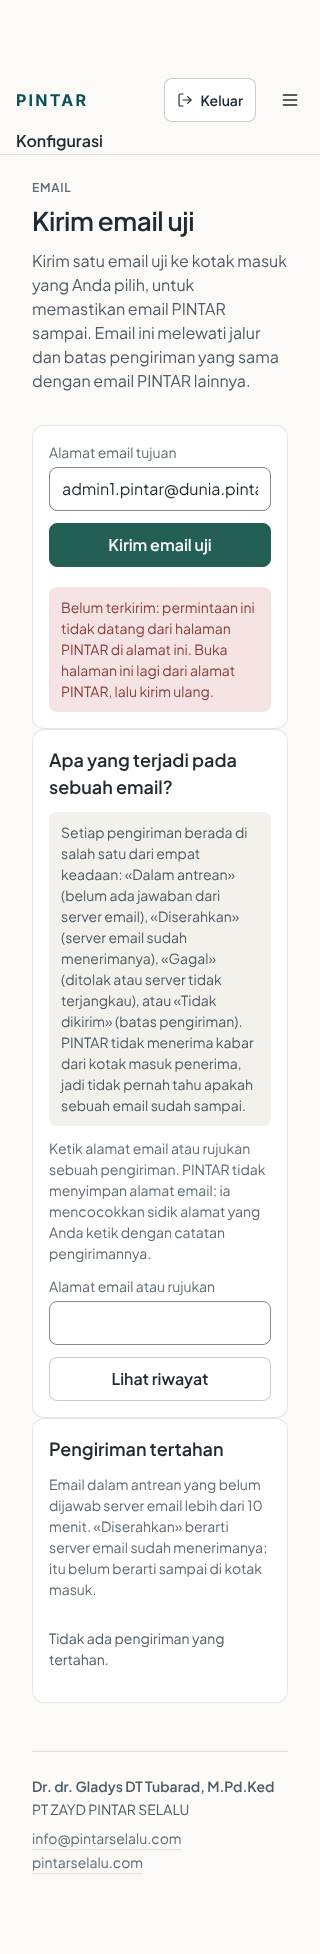 PINTAR
Keluar
Konfigurasi
EMAIL
Kirim email uji
Kirim satu email uji ke kotak masuk
yang Anda pilih, untuk
memastikan email PINTAR
sampai. Email ini melewati jalur
dan batas pengiriman yang sama
dengan email PINTAR lainnya.
Alamat email tujuan
admin1.pintar@dunia.pinta
Kirim email uji
Belum terkirim: permintaan ini
tidak datang dari halaman
PINTAR di alamat ini. Buka
halaman ini lagi dari alamat
PINTAR, lalu kirim ulang.
Apa yang terjadi pada
sebuah email?
Setiap pengiriman berada di
salah satu dari empat
keadaan: «Dalam antrean»
(belum ada jawaban dari
server email), «Diserahkan»
(server email sudah
menerimanya), «Gagal»
(ditolak atau server tidak
terjangkau), atau «Tidak
dikirim» (batas pengiriman).
PINTAR tidak menerima kabar
dari kotak masuk penerima,
jadi tidak pernah tahu apakah
sebuah email sudah sampai.
Ketik alamat email atau rujukan
sebuah pengiriman. PINTAR tidak
menyimpan alamat email; ia
mencocokkan sidik alamat yang
Anda ketik dengan catatan
pengirimannya.
Alamat email atau rujukan
Lihat riwayat
Pengiriman tertahan
Email dalam antrean yang belum
dijawab server email lebih dari 10
menit. «Diserahkan» berarti
server email sudah menerimanya;
itu belum berarti sampai di kotak
masuk.
Tidak ada pengiriman yang
tertahan.
Dr. dr. Gladys DT Tubarad, M.Pd.Ked
PT ZAYD PINTAR SELALU
info@pintarselalu.com
pintarselalu.com